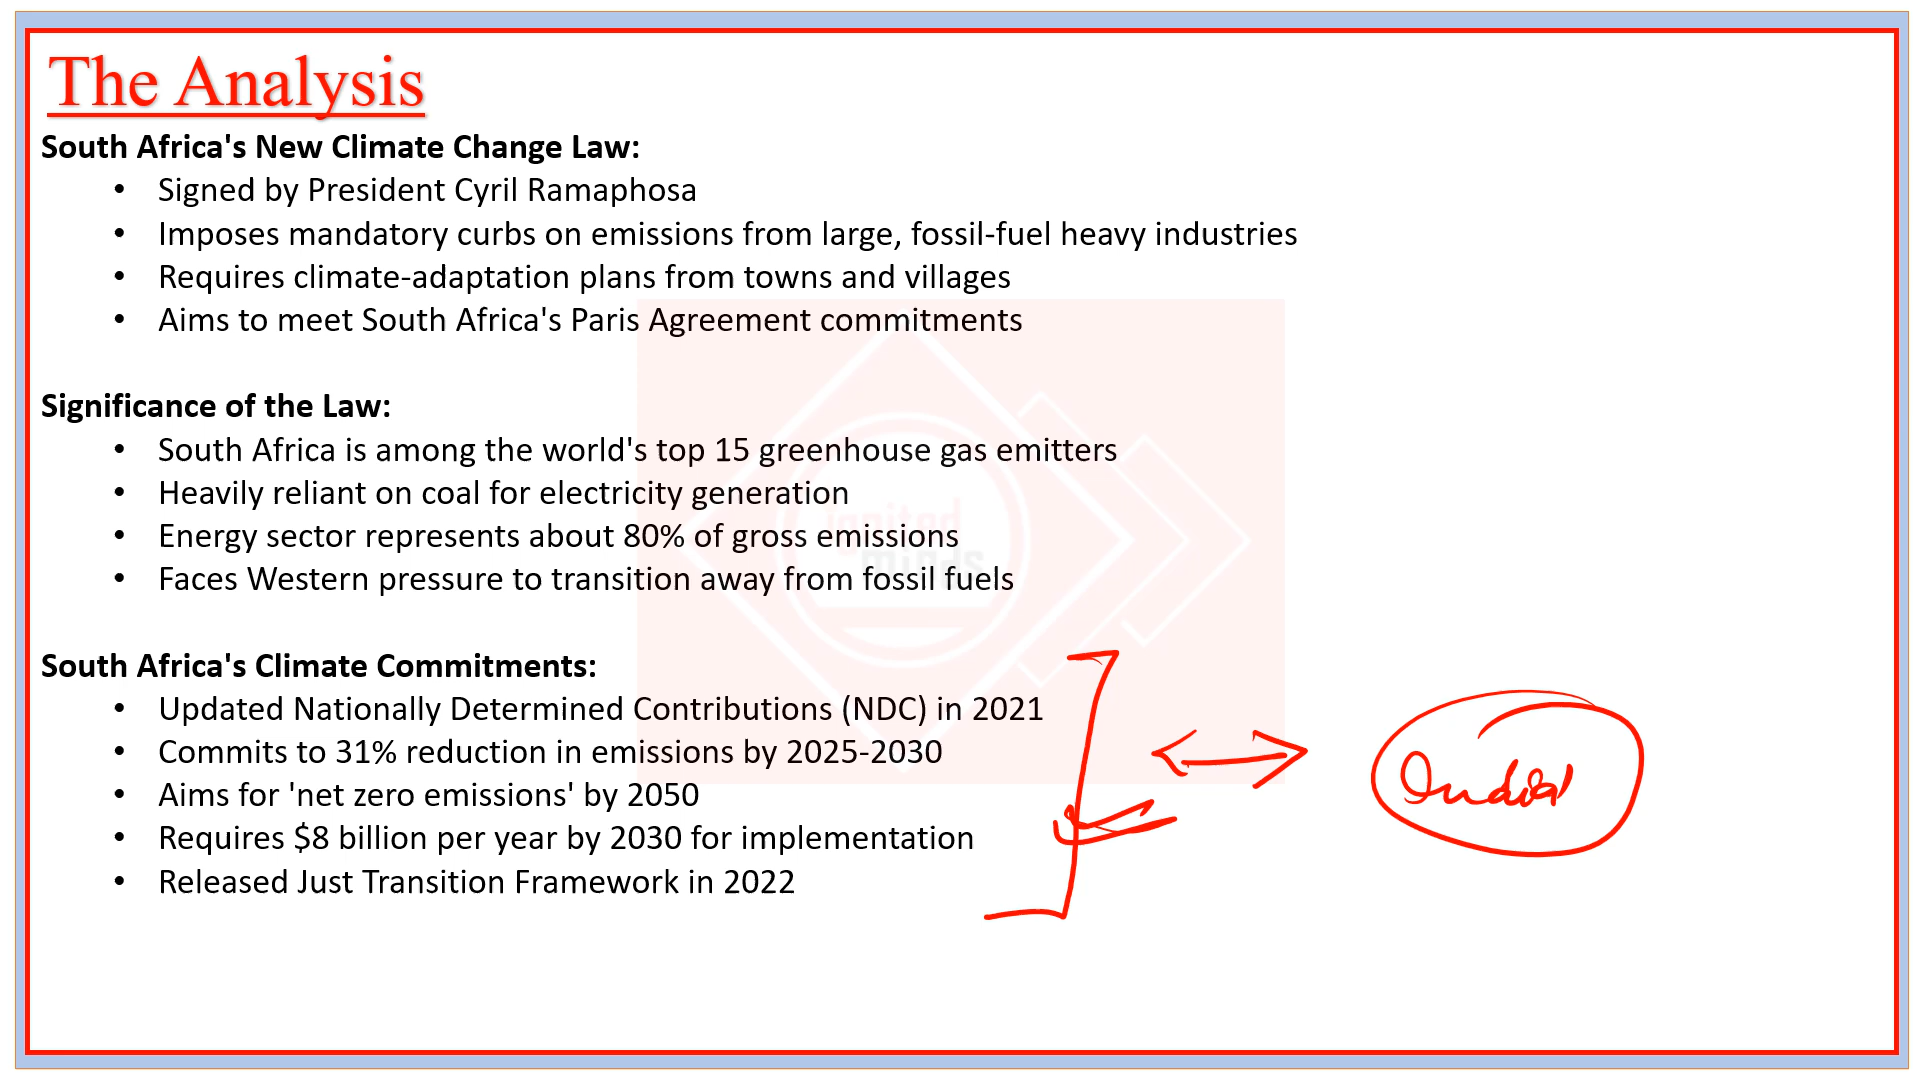 The Analysis
South Africa's New Climate Change Law:
• Signed by President Cyril Ramaphosa
• Imposes mandatory curbs on emissions from large, fossil-fuel heavy industries
• Requires climate-adaptation plans from towns and villages
• Aims to meet South Africa's Paris Agreement commitments
Significance of the Law:
• South Africa is among the world's top 15 greenhouse gas emitters
• Heavily reliant on coal for electricity generation
• Energy sector represents about 80% of gross emissions
• Faces Western pressure to transition away from fossil fuels
ignited
minds
South Africa's Climate Commitments:
• Updated Nationally Determined Contributions (NDC) in 2021
• Commits to 31% reduction in emissions by 2025-2030
• Aims for 'net zero emissions' by 2050
• Requires $8 billion per year by 2030 for implementation
• Released Just Transition Framework in 2022
India